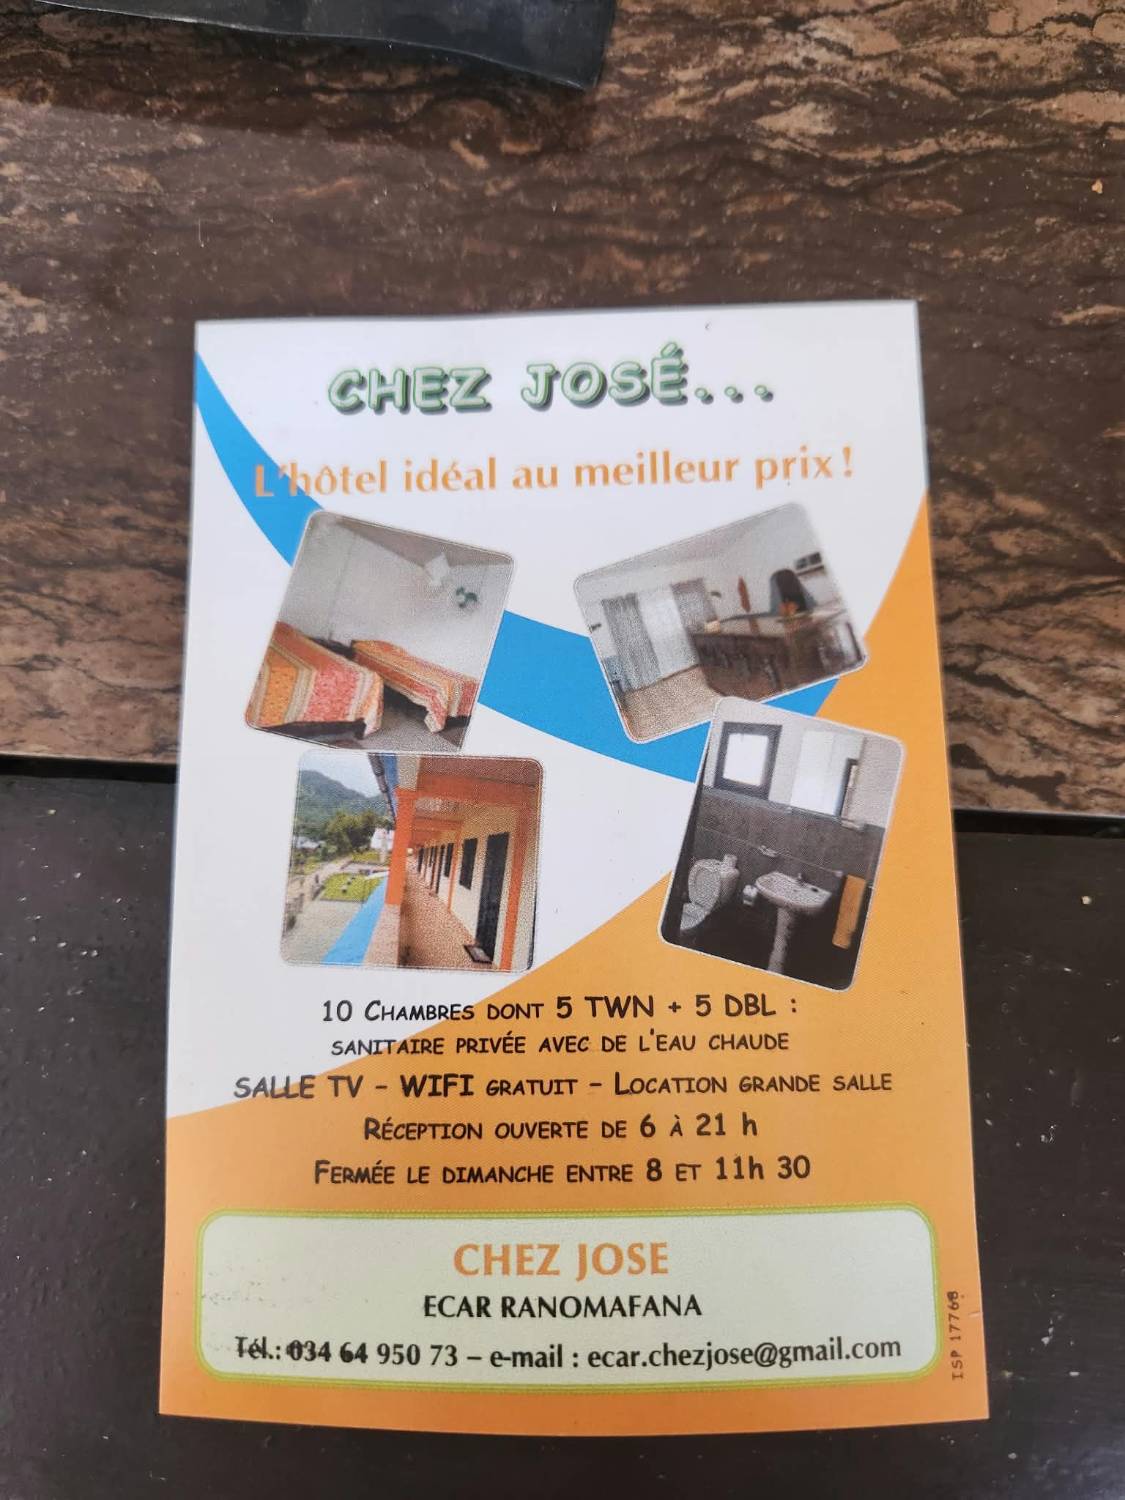 CHEZ JOSÉ...
L'hôtel idéal au meilleur prix !
10 CHAMBRES DONT 5 TWN + 5 DBL :
SANITAIRE PRIVÉE AVEC DE L'EAU CHAUDE
SALLE TV - WIFI GRATUIT - LOCATION GRANDE SALLE
RÉCEPTION OUVERTE DE 6 À 21 h
FERMÉE LE DIMANCHE ENTRE 8 ET 11h 30
CHEZ JOSE
ECAR RANOMAFANA
Tél.: 034 64 950 73 – e-mail : ecar.chezjose@gmail.com
ISP 17768